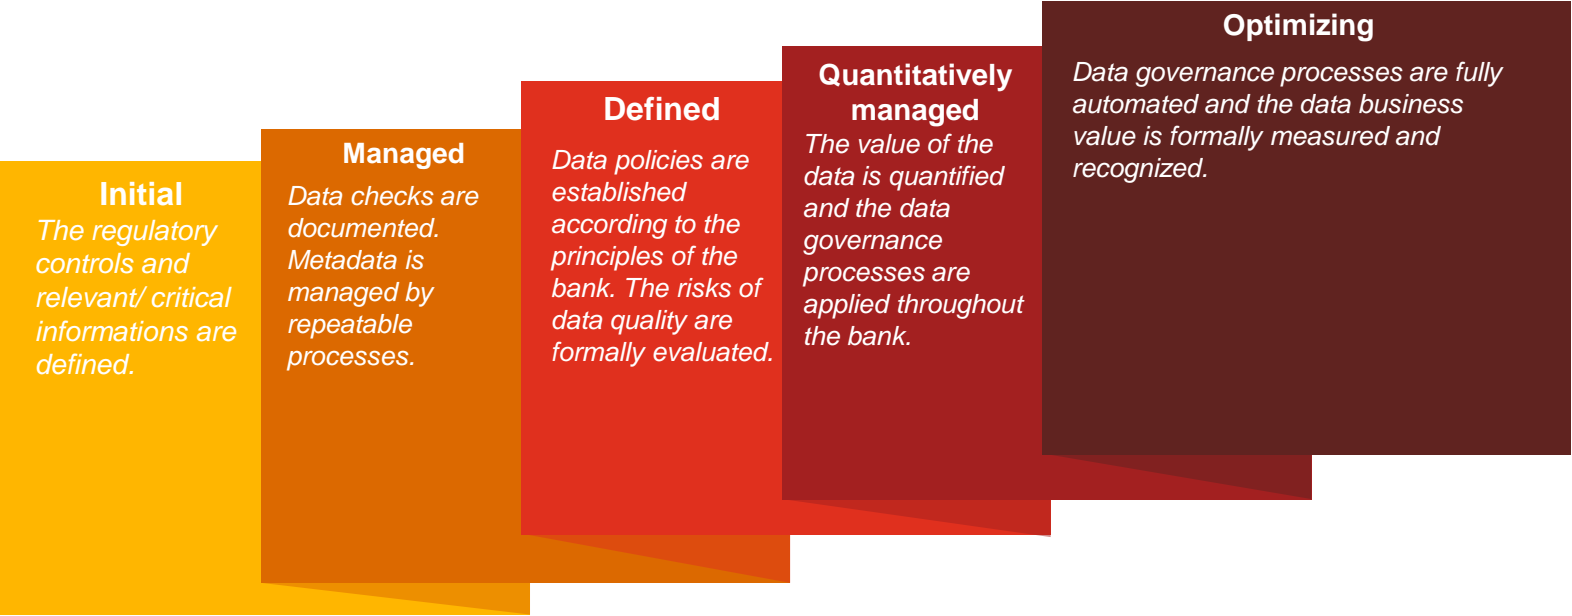 Initial
The regulatory
controls and
relevant/ critical
informations are
defined.
Managed
Data checks are
documented.
Metadata is
managed by
repeatable
processes.
Defined
Data policies are
established
according to the
principles of the
bank. The risks of
data quality are
formally evaluated.
Quantitatively
managed
The value of the
data is quantified
and the data
governance
processes are
applied throughout
the bank.
Optimizing
Data governance processes are fully
automated and the data business
value is formally measured and
recognized.